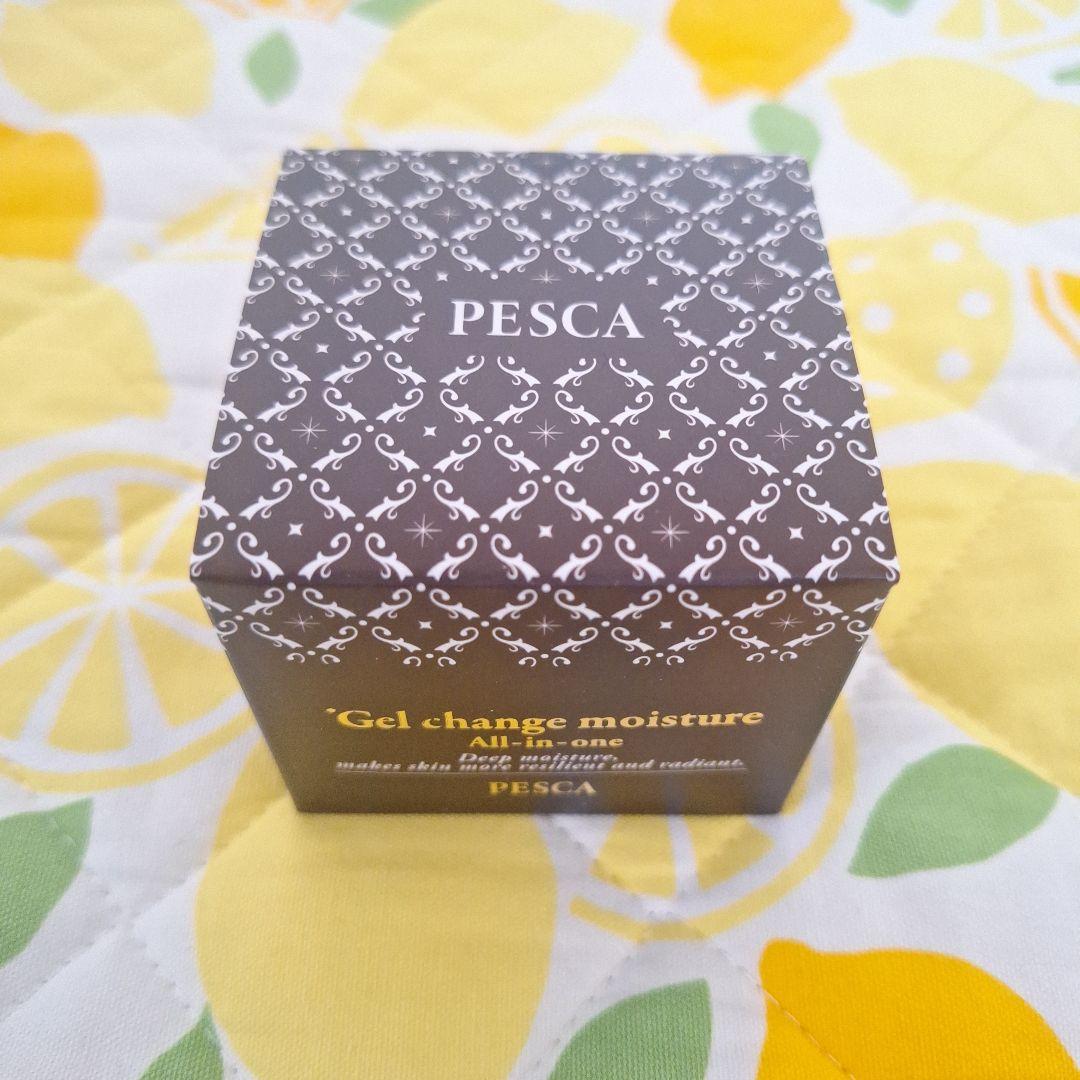 PESCA
Gel change moisture
All-in-one
Deep moisture,
makes skin more resilient and radiant.
PESCA